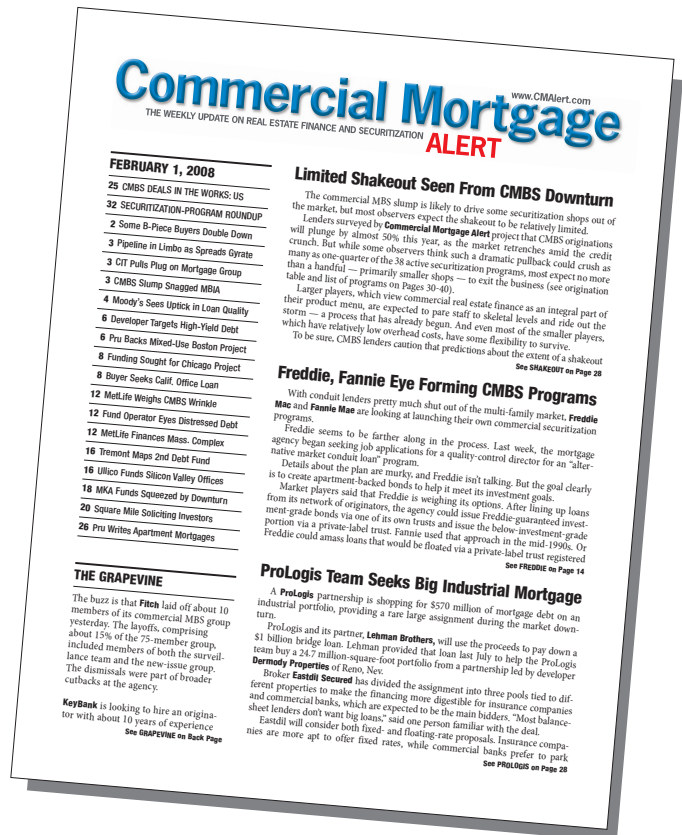 Commercial Mortgage
www.CMAlert.com
THE WEEKLY UPDATE ON REAL ESTATE FINANCE AND SECURITIZATION
ALERT
FEBRUARY 1, 2008
25 CMBS DEALS IN THE WORKS: US
32 SECURITIZATION-PROGRAM ROUNDUP
2 Some B-Piece Buyers Double Down
3 Pipeline in Limbo as Spreads Gyrate
3 CIT Pulls Plug on Mortgage Group
3 CMBS Slump Snagged MBIA
4 Moody's Sees Uptick in Loan Quality
6 Developer Targets High-Yield Debt
6 Pru Backs Mixed-Use Boston Project
8 Funding Sought for Chicago Project
8 Buyer Seeks Calif. Office Loan
12 MetLife Weighs CMBS Wrinkle
12 Fund Operator Eyes Distressed Debt
12 MetLife Finances Mass. Complex
16 Tremont Maps 2nd Debt Fund
16 Ullico Funds Silicon Valley Offices
18 MKA Funds Squeezed by Downturn
20 Square Mile Soliciting Investors
26 Pru Writes Apartment Mortgages
THE GRAPEVINE
The buzz is that Fitch laid off about 10
members of its commercial MBS group
yesterday. The layoffs, comprising
about 15% of the 75-member group,
included members of both the surveil-
lance team and the new-issue group.
The dismissals were part of broader
cutbacks at the agency.
KeyBank is looking to hire an origina-
tor with about 10 years of experience
See GRAPEVINE on Back Page
Limited Shakeout Seen From CMBS Downturn
The commercial MBS slump is likely to drive some securitization shops out of
the market, but most observers expect the shakeout to be relatively limited.
Lenders surveyed by Commercial Mortgage Alert project that CMBS originations
will plunge by almost 50% this year, as the market retrenches amid the credit
crunch. But while some observers think such a dramatic pullback could crush as
many as one-quarter of the 38 active securitization programs, most expect no more
than a handful — primarily smaller shops — to exit the business (see origination
table and list of programs on Pages 30-40).
Larger players, which view commercial real estate finance as an integral part of
their product menu, are expected to pare staff to skeletal levels and ride out the
storm — a process that has already begun. And even most of the smaller players,
which have relatively low overhead costs, have some flexibility to survive.
To be sure, CMBS lenders caution that predictions about the extent of a shakeout
See SHAKEOUT on Page 28
Freddie, Fannie Eye Forming CMBS Programs
With conduit lenders pretty much shut out of the multi-family market, Freddie
Mac and Fannie Mae are looking at launching their own commercial securitization
programs.
Freddie seems to be farther along in the process. Last week, the mortgage
agency began seeking job applications for a quality-control director for an "alter-
native market conduit loan" program.
Details about the plan are murky, and Freddie isn't talking. But the goal clearly
is to create apartment-backed bonds to help it meet its investment goals.
Market players said that Freddie is weighing its options. After lining up loans
from its network of originators, the agency could issue Freddie-guaranteed invest-
ment-grade bonds via one of its own trusts and issue the below-investment-grade
portion via a private-label trust. Fannie used that approach in the mid-1990s. Or
Freddie could amass loans that would be floated via a private-label trust registered
See FREDDIE on Page 14
ProLogis Team Seeks Big Industrial Mortgage
A ProLogis partnership is shopping for $570 million of mortgage debt on an
industrial portfolio, providing a rare large assignment during the market down-
turn.
ProLogis and its partner, Lehman Brothers, will use the proceeds to pay down a
$1 billion bridge loan. Lehman provided that loan last July to help the ProLogis
team buy a 24.7 million-square-foot portfolio from a partnership led by developer
Dermody Properties of Reno, Nev.
Broker Eastdil Secured has divided the assignment into three pools tied to dif-
ferent properties to make the financing more digestible for insurance companies
and commercial banks, which are expected to be the main bidders. "Most balance-
sheet lenders don't want big loans," said one person familiar with the deal.
Eastdil will consider both fixed- and floating-rate proposals. Insurance compa-
nies are more apt to offer fixed rates, while commercial banks prefer to park
See PROLOGIS on Page 28